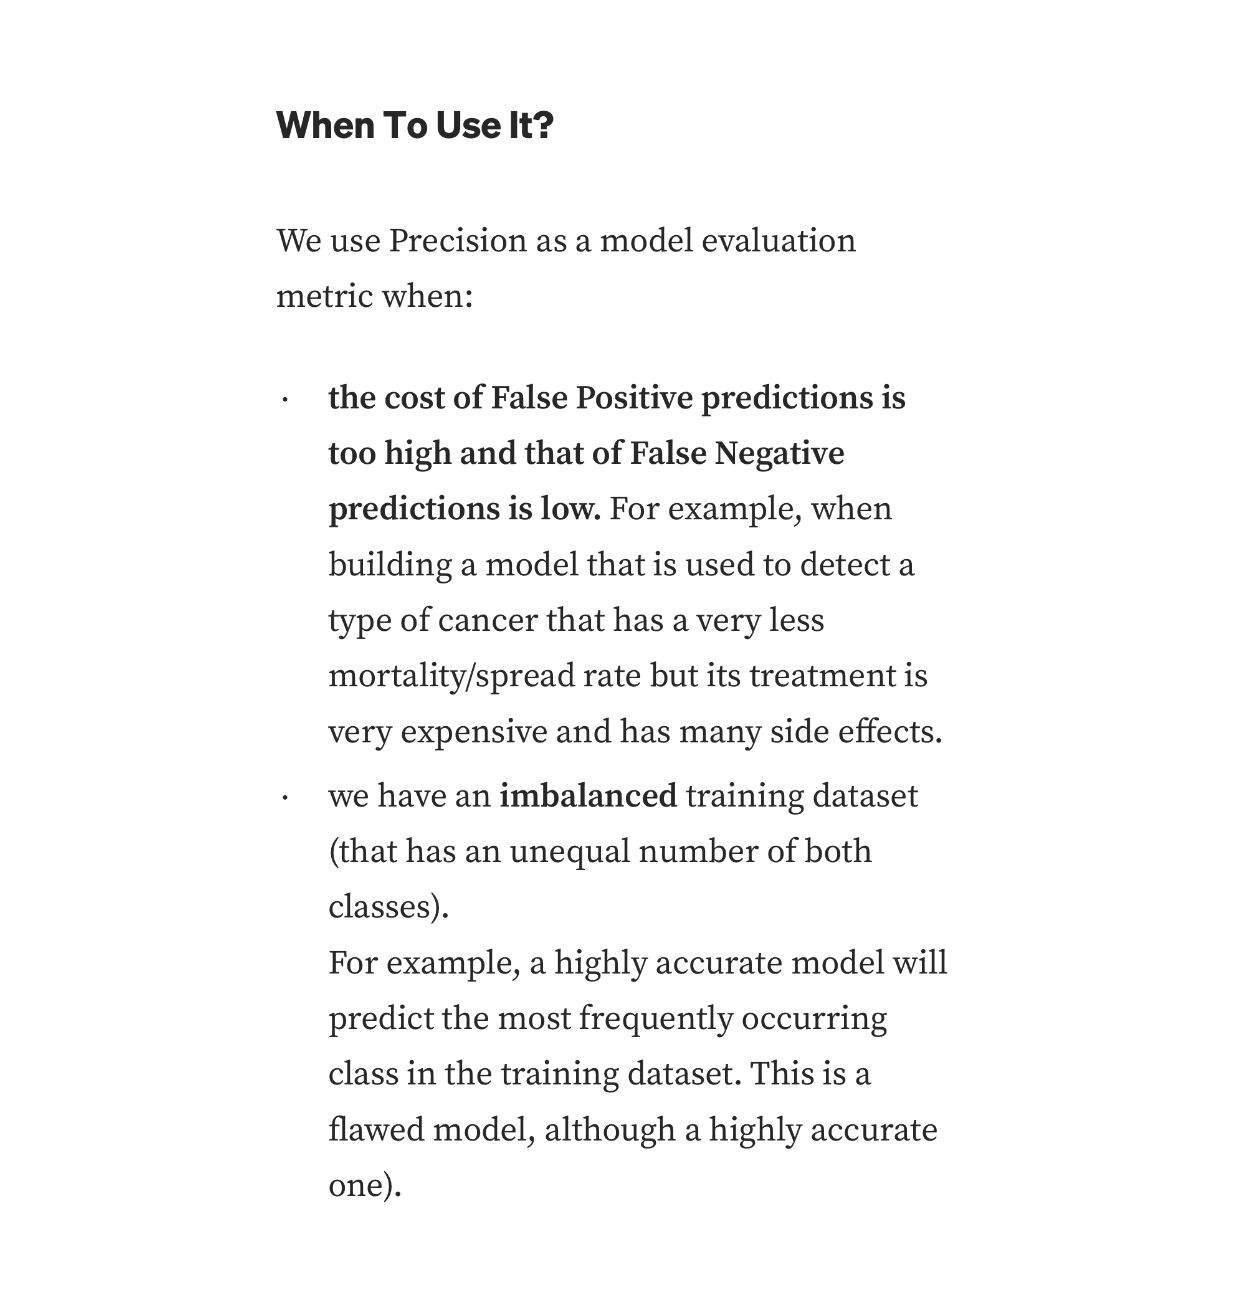 When To Use It?
We use Precision as a model evaluation
metric when:
· the cost of False Positive predictions is
too high and that of False Negative
predictions is low. For example, when
building a model that is used to detect a
type of cancer that has a very less
mortality/spread rate but its treatment is
very expensive and has many side effects.
· we have an imbalanced training dataset
(that has an unequal number of both
classes).
For example, a highly accurate model will
predict the most frequently occurring
class in the training dataset. This is a
flawed model, although a highly accurate
one).